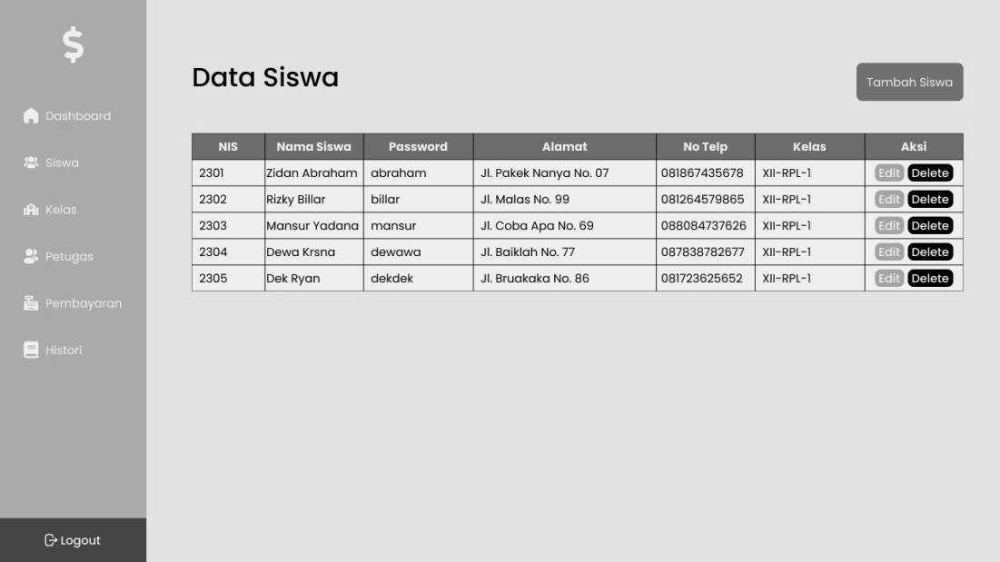 $
Dashboard
Siswa
Kelas
Petugas
Pembayaran
Histori
Logout
Data Siswa
Tambah Siswa
NIS Nama Siswa Password Alamat No Telp Kelas Aksi
2301 Zidan Abraham abraham Jl. Pakek Nanya No. 07 081867435678 XII-RPL-1 Edit Delete
2302 Rizky Billar billar Jl. Malas No. 99 081264579865 XII-RPL-1 Edit Delete
2303 Mansur Yadana mansur Jl. Coba Apa No. 69 088084737626 XII-RPL-1 Edit Delete
2304 Dewa Krsna dewawa Jl. Baiklah No. 77 087838782677 XII-RPL-1 Edit Delete
2305 Dek Ryan dekdek Jl. Bruakaka No. 86 081723625652 XII-RPL-1 Edit Delete